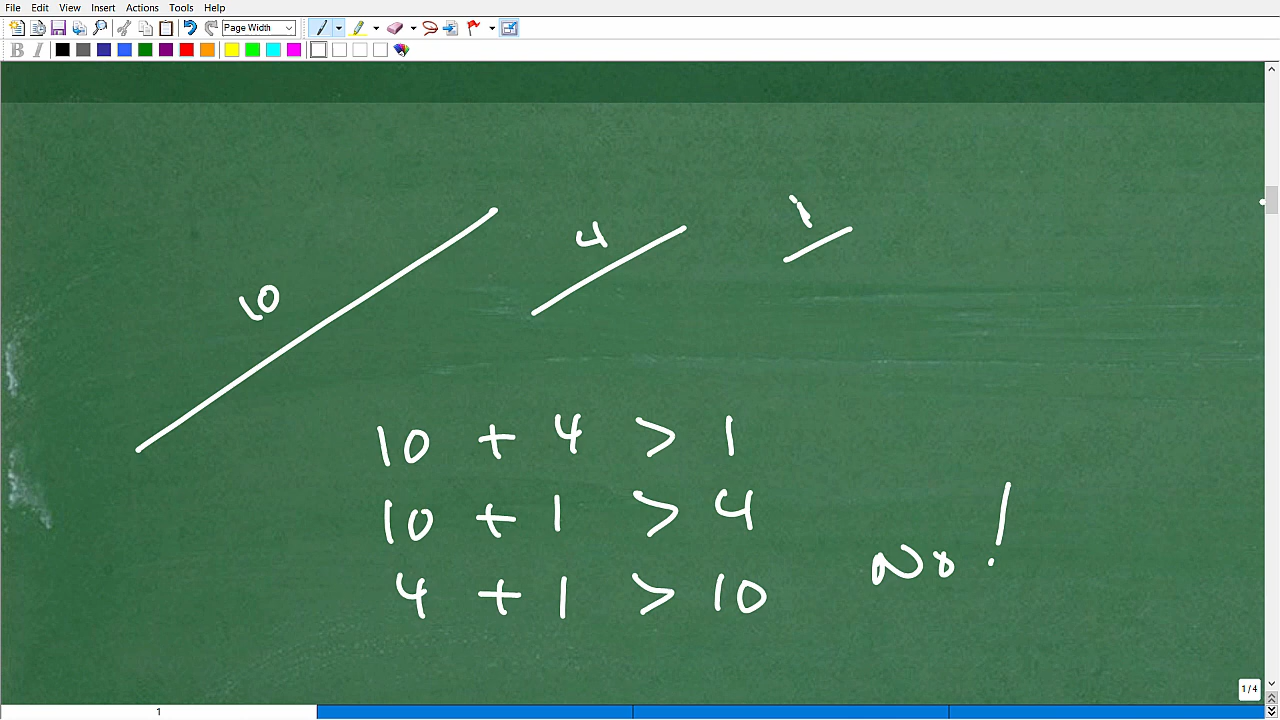 File Edit View Insert Actions Tools Help
Page Width
B I
10
4
1
10 + 4 > 1
10 + 1 > 4
4 + 1 > 10
No!
1/4
1